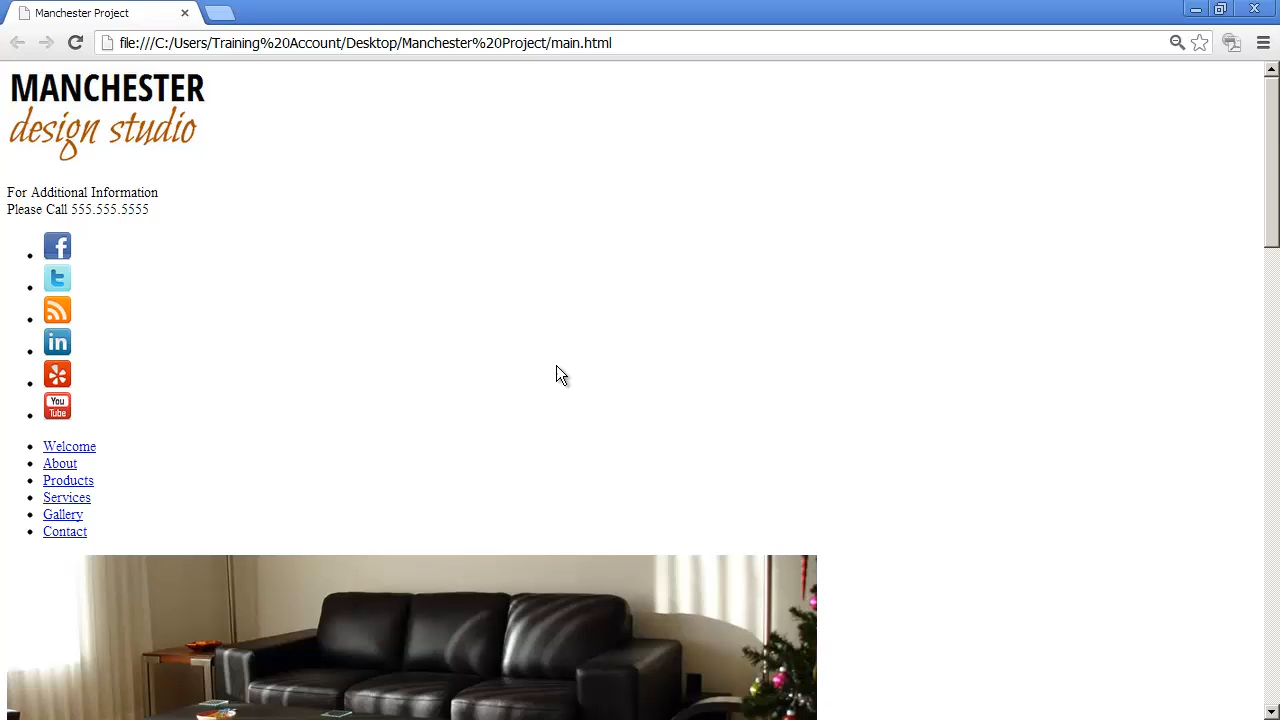 Manchester Project
file:///C:/Users/Training%20Account/Desktop/Manchester%20Project/main.html
MANCHESTER
design studio
For Additional Information
Please Call 555.555.5555
f
t
in
You
Tube
Welcome
About
Products
Services
Gallery
Contact